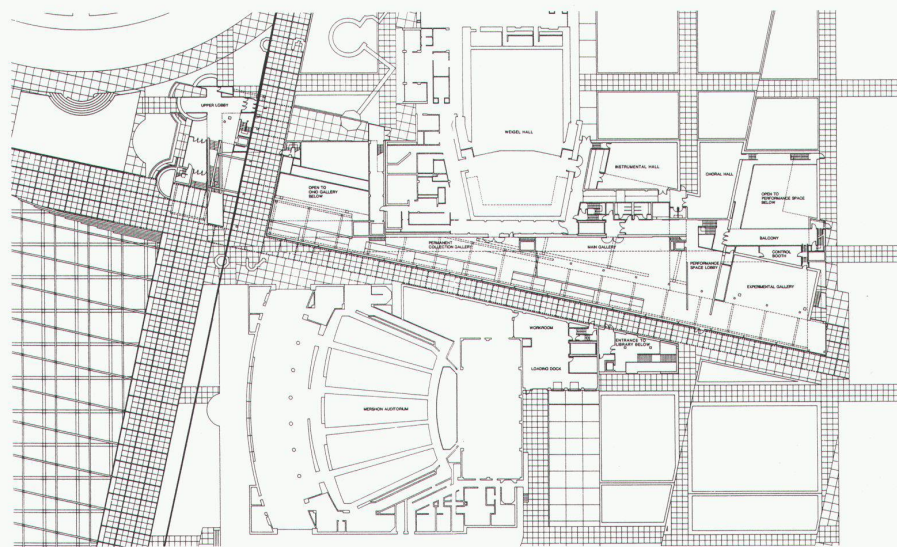 UPPER LOBBY
WEIGEL HALL
INSTRUMENTAL HALL
CHORAL HALL
OPEN TO
OHIO GALLERY
BELOW
OPEN TO
PERFORMANCE SPACE
BELOW
BALCONY
PERMANENT
COLLECTION GALLERY
MAIN GALLERY
CONTROL
BOOTH
PERFORMANCE
SPACE LOBBY
EXPERIMENTAL GALLERY
WORKROOM
ENTRANCE TO
LIBRARY BELOW
LOADING DOCK
MERSHON AUDITORIUM